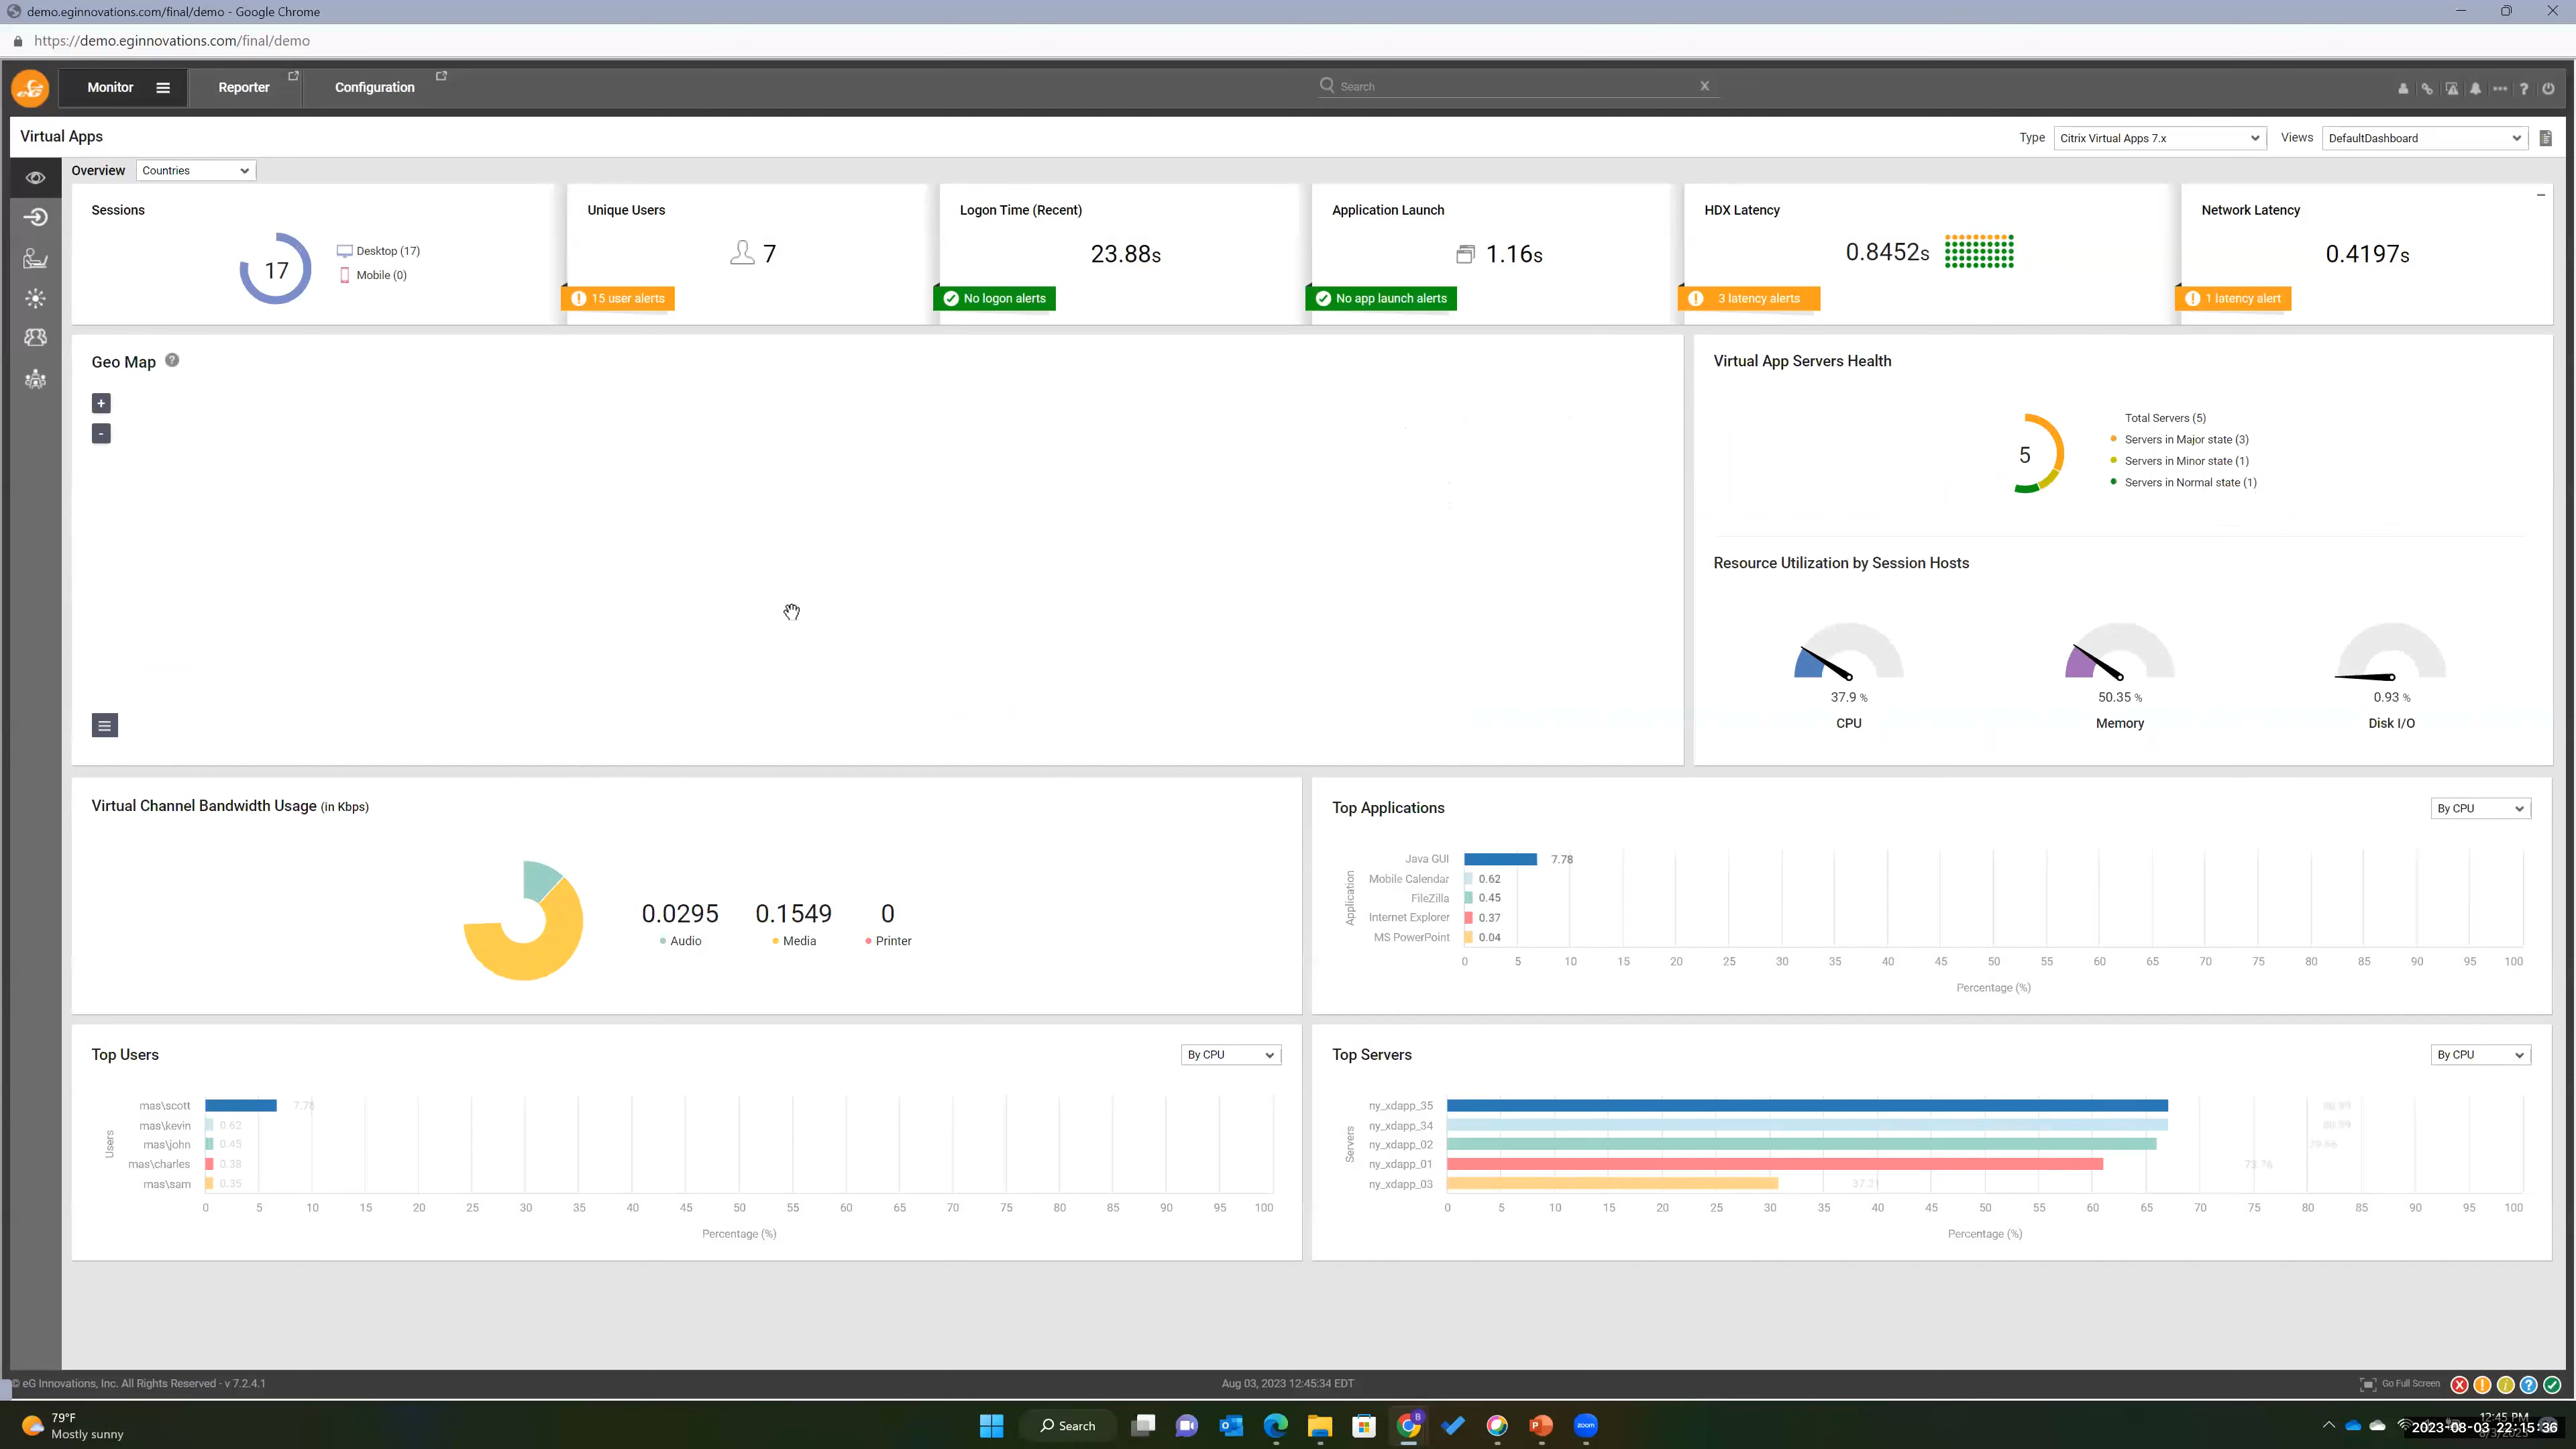 demo.eginnovations.com/final/demo - Google Chrome
https://demo.eginnovations.com/final/demo
eG
Monitor
Reporter
Configuration
Search
X
Virtual Apps
Type
Citrix Virtual Apps 7.x
Views
DefaultDashboard
Overview
Countries
Sessions
17
Desktop (17)
Mobile (0)
Unique Users
7
15 user alerts
Logon Time (Recent)
23.88s
No logon alerts
Application Launch
1.16s
No app launch alerts
HDX Latency
0.8452s
3 latency alerts
Network Latency
0.4197s
1 latency alert
Geo Map
+
-
Virtual App Servers Health
5
Total Servers (5)
Servers in Major state (3)
Servers in Minor state (1)
Servers in Normal state (1)
Resource Utilization by Session Hosts
37.9 %
CPU
50.35 %
Memory
0.93 %
Disk I/O
Virtual Channel Bandwidth Usage (in Kbps)
0.0295
Audio
0.1549
Media
0
Printer
Top Applications
By CPU
Application
Java GUI 7.78
Mobile Calendar 0.62
FileZilla 0.45
Internet Explorer 0.37
MS PowerPoint 0.04
0 5 10 15 20 25 30 35 40 45 50 55 60 65 70 75 80 85 90 95 100
Percentage (%)
Top Users
By CPU
Users
mas\scott 7.78
mas\kevin 0.62
mas\john 0.45
mas\charles 0.38
mas\sam 0.35
0 5 10 15 20 25 30 35 40 45 50 55 60 65 70 75 80 85 90 95 100
Percentage (%)
Top Servers
By CPU
Servers
ny_xdapp_35
ny_xdapp_34
ny_xdapp_02
ny_xdapp_01
ny_xdapp_03
0 5 10 15 20 25 30 35 40 45 50 55 60 65 70 75 80 85 90 95 100
Percentage (%)
© eG Innovations, Inc. All Rights Reserved - v 7.2.4.1
Aug 03, 2023 12:45:34 EDT
Go Full Screen
79°F
Mostly sunny
Search
zoom
12:45 PM
2023-08-03 22:15:36